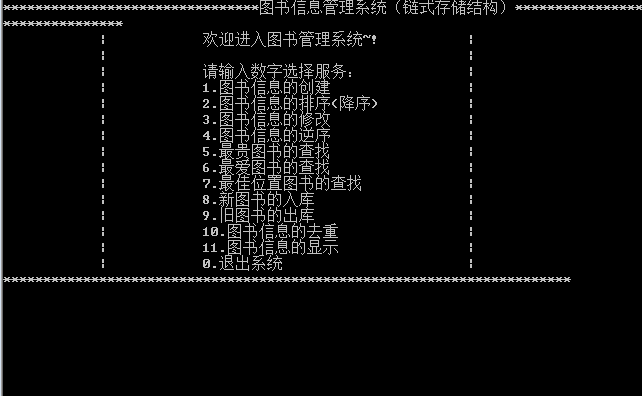 ********************************图书信息管理系统（链式存储结构）****************
***************
¦ 欢迎进入图书管理系统~! ¦
¦ ¦
¦ 请输入数字选择服务: ¦
¦ 1.图书信息的创建 ¦
¦ 2.图书信息的排序(降序) ¦
¦ 3.图书信息的修改 ¦
¦ 4.图书信息的逆序 ¦
¦ 5.最贵图书的查找 ¦
¦ 6.最爱图书的查找 ¦
¦ 7.最佳位置图书的查找 ¦
¦ 8.新图书的入库 ¦
¦ 9.旧图书的出库 ¦
¦ 10.图书信息的去重 ¦
¦ 11.图书信息的显示 ¦
¦ 0.退出系统 ¦
***********************************************************************